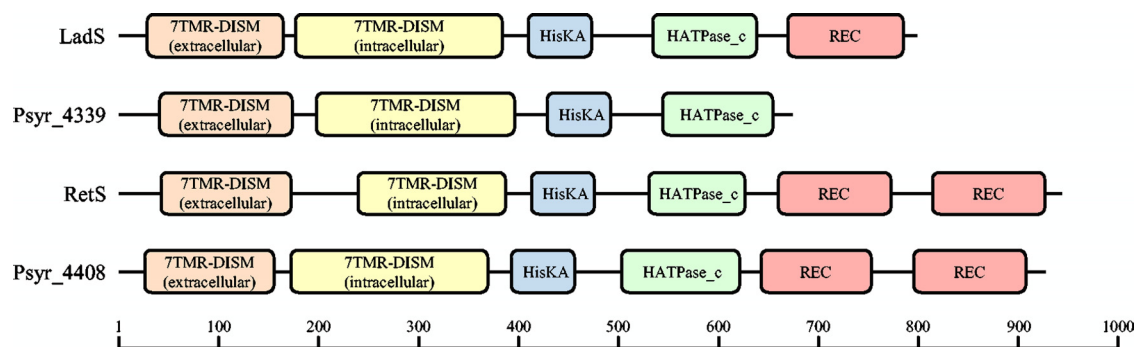 LadS 7TMR-DISM (extracellular) 7TMR-DISM (intracellular) HisKA HATPase_c REC
Psyr_4339 7TMR-DISM (extracellular) 7TMR-DISM (intracellular) HisKA HATPase_c
RetS 7TMR-DISM (extracellular) 7TMR-DISM (intracellular) HisKA HATPase_c REC REC
Psyr_4408 7TMR-DISM (extracellular) 7TMR-DISM (intracellular) HisKA HATPase_c REC REC
1 100 200 300 400 500 600 700 800 900 1000